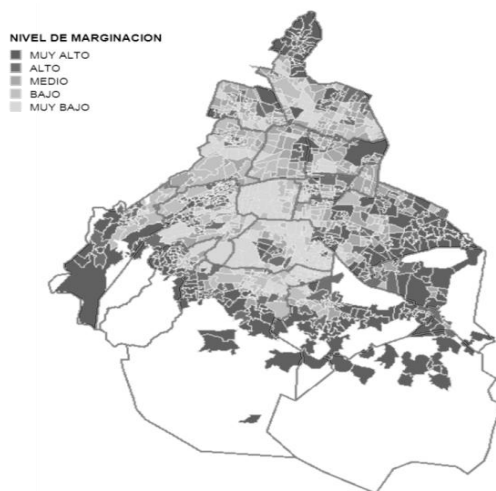 NIVEL DE MARGINACION
MUY ALTO
ALTO
MEDIO
BAJO
MUY BAJO